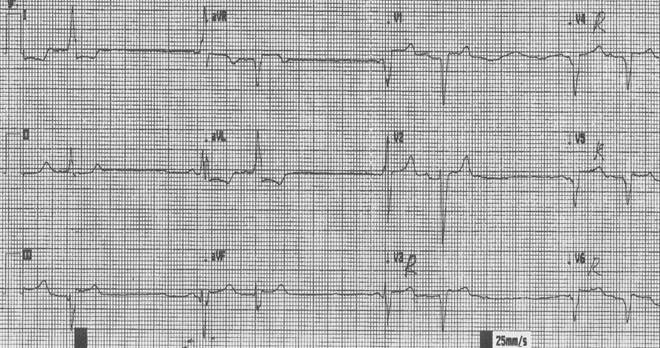 I aVR V1 V4 R
II aVL V2 V5 R
III aVF V3 R V6 R
25mm/s